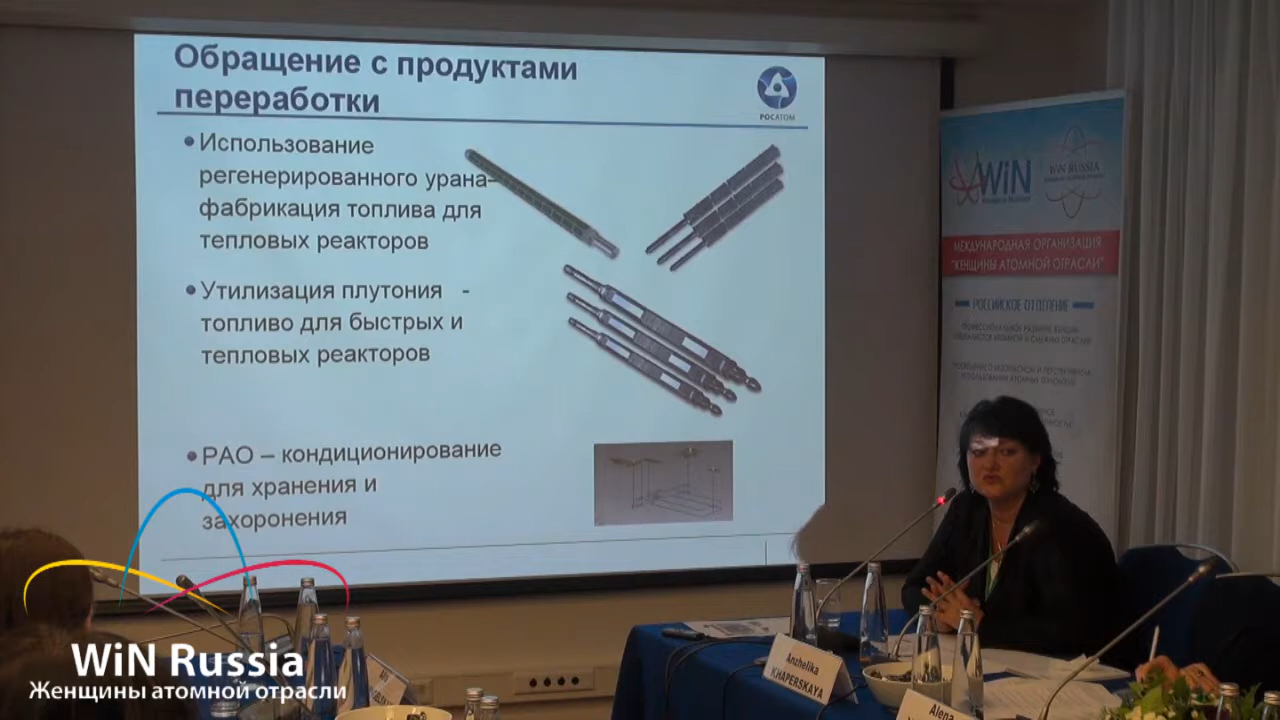 Обращение с продуктами
переработки
РОСАТОМ
Использование
регенерированного урана–
фабрикация топлива для
тепловых реакторов
Утилизация плутония -
топливо для быстрых и
тепловых реакторов
РАО – кондиционирование
для хранения и
захоронения
WiN
WiN RUSSIA
МЕЖДУНАРОДНАЯ ОРГАНИЗАЦИЯ
"ЖЕНЩИНЫ АТОМНОЙ ОТРАСЛИ"
РОССИЙСКОЕ ОТДЕЛЕНИЕ
Anzhelika
KHAPERSKAYA
Alena
WiN Russia
Женщины атомной отрасли